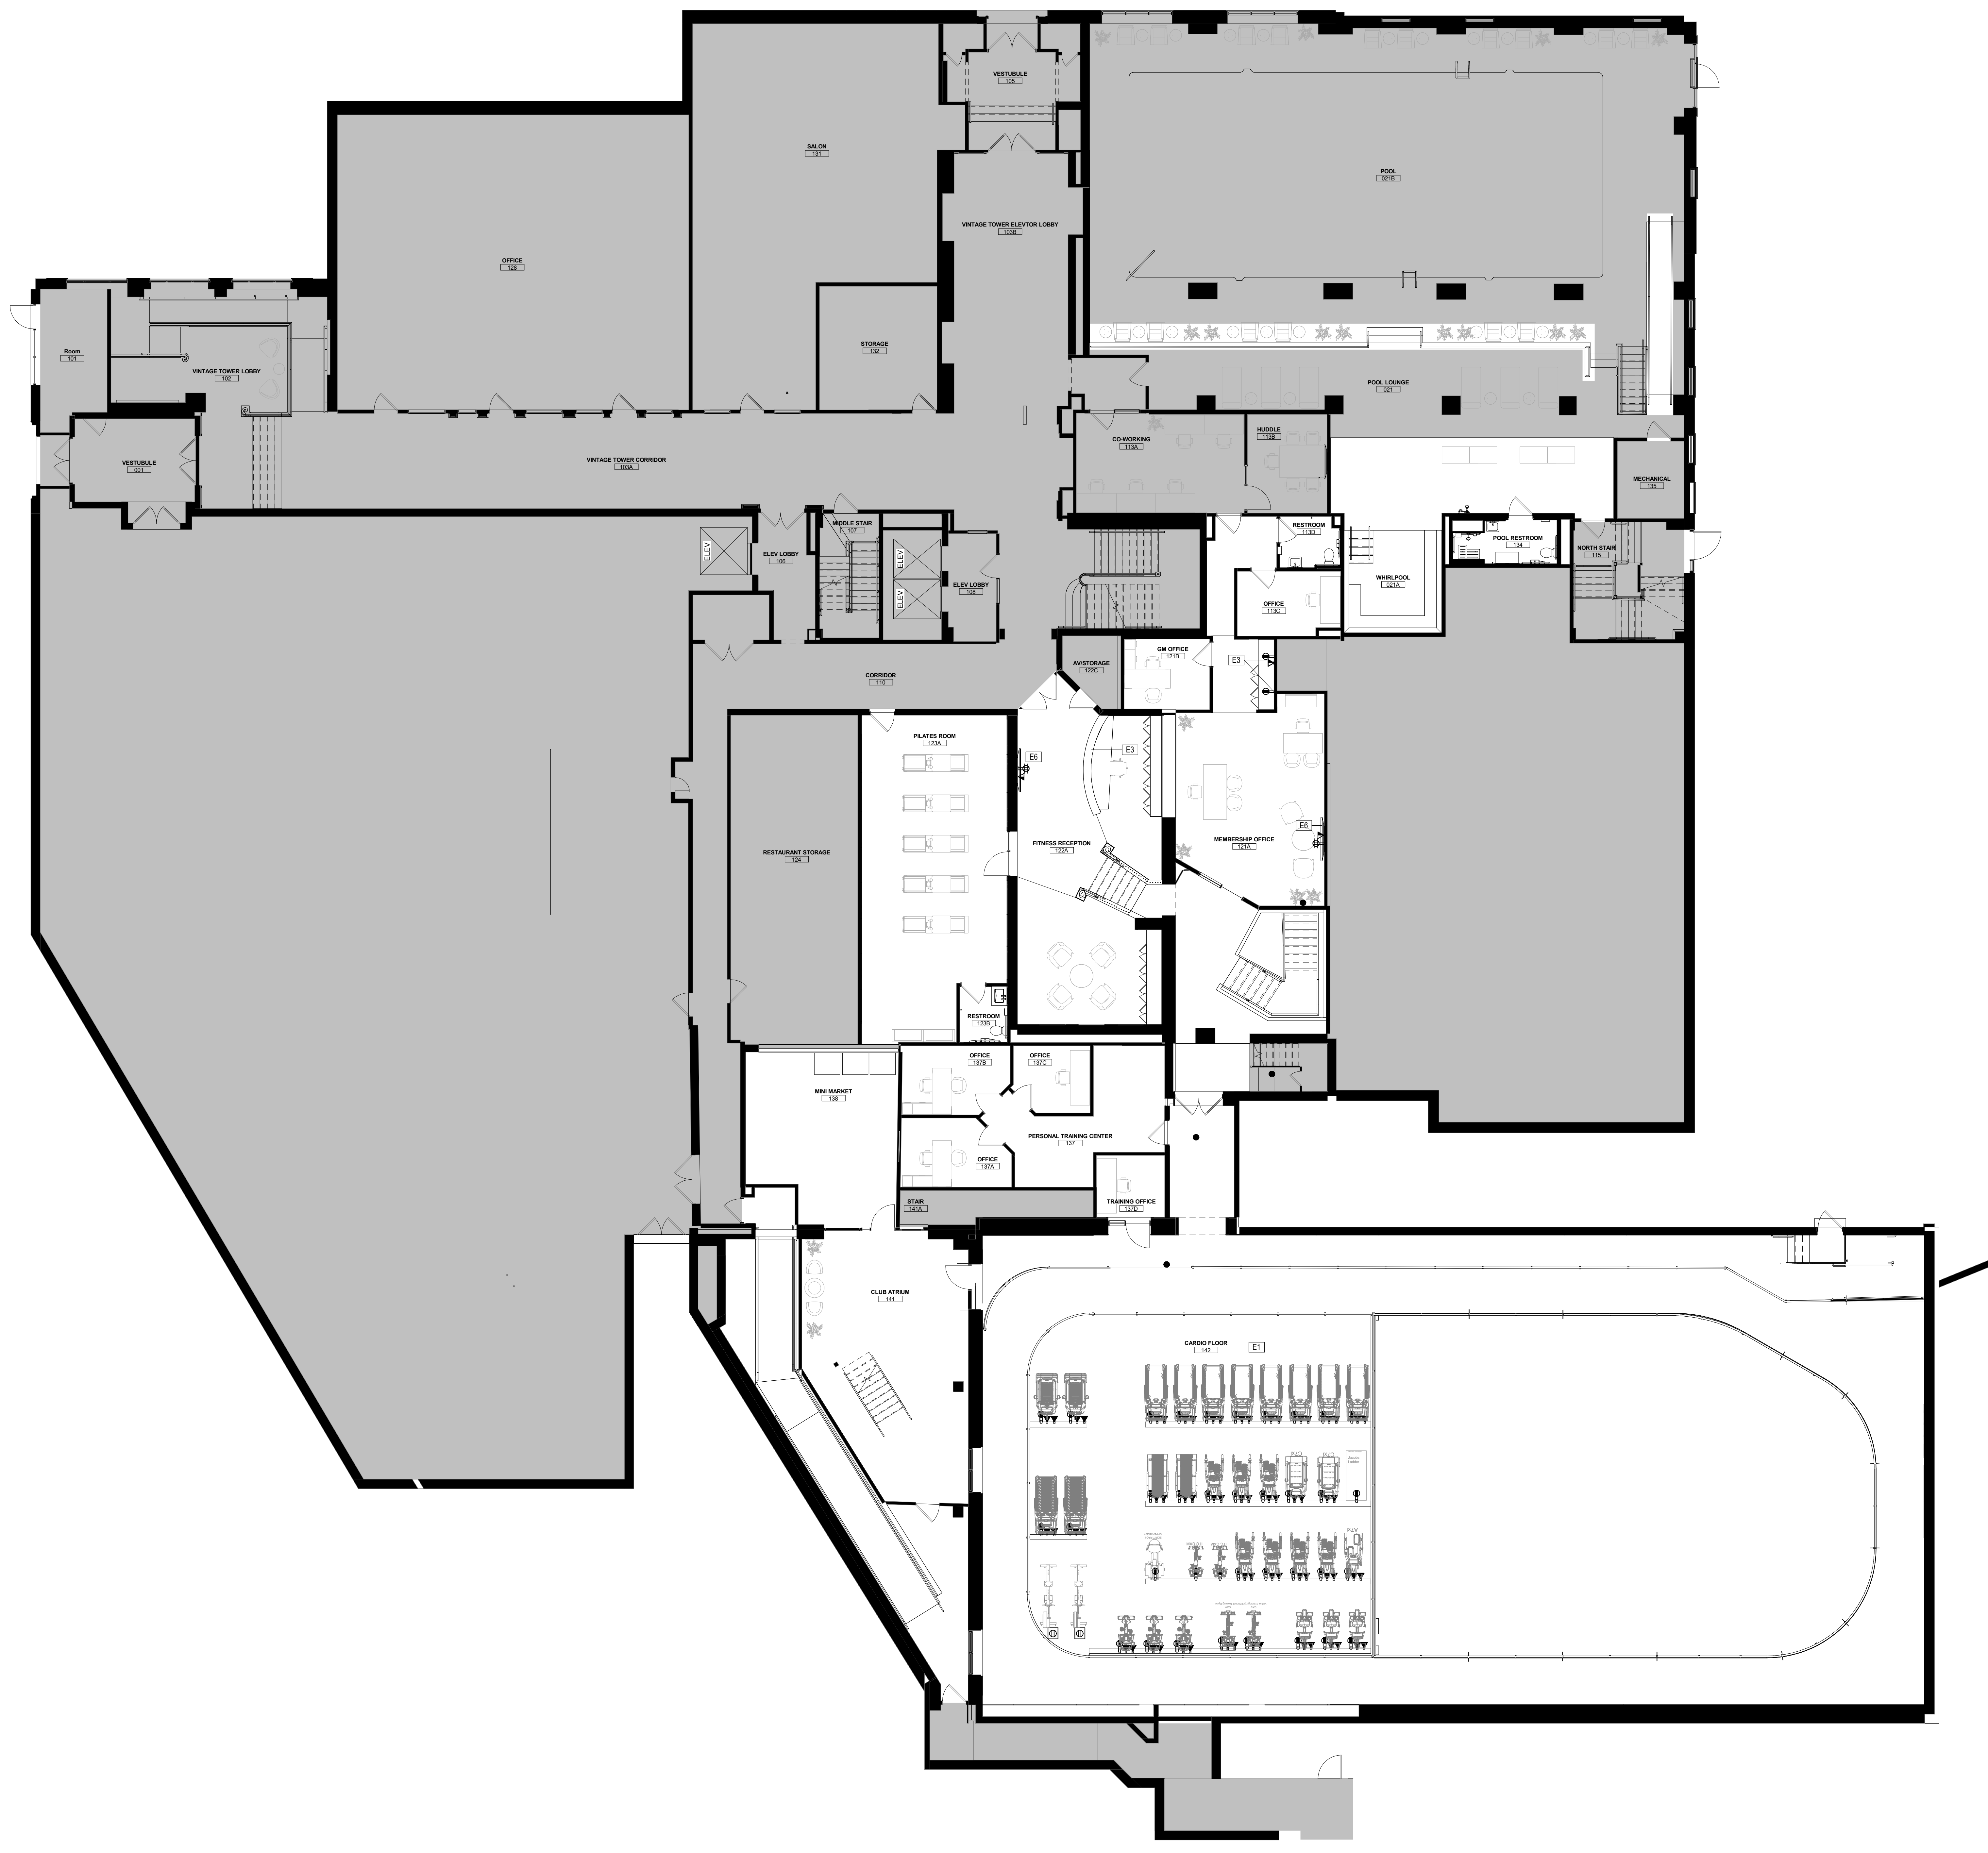 VESTUBULE
105
SALON
131
POOL
021B
VINTAGE TOWER ELEVTOR LOBBY
103B
OFFICE
128
STORAGE
132
Room
101
VINTAGE TOWER LOBBY
102
POOL LOUNGE
021
CO-WORKING
113A
HUDDLE
113B
VESTUBULE
001
VINTAGE TOWER CORRIDOR
103A
MECHANICAL
135
MIDDLE STAIR
107
RESTROOM
113D
POOL RESTROOM
134
ELEV
ELEV LOBBY
106
ELEV
ELEV
ELEV LOBBY
108
NORTH STAIR
115
WHIRLPOOL
021A
OFFICE
113C
GM OFFICE
121B
E3
AV/STORAGE
122C
CORRIDOR
110
PILATES ROOM
123A
E3
E6
E6
MEMBERSHIP OFFICE
121A
FITNESS RECEPTION
122A
RESTAURANT STORAGE
124
RESTROOM
123B
OFFICE
137B
OFFICE
137C
MINI MARKET
138
PERSONAL TRAINING CENTER
137
OFFICE
137A
STAIR
141A
TRAINING OFFICE
137D
CLUB ATRIUM
141
CARDIO FLOOR
142
E1